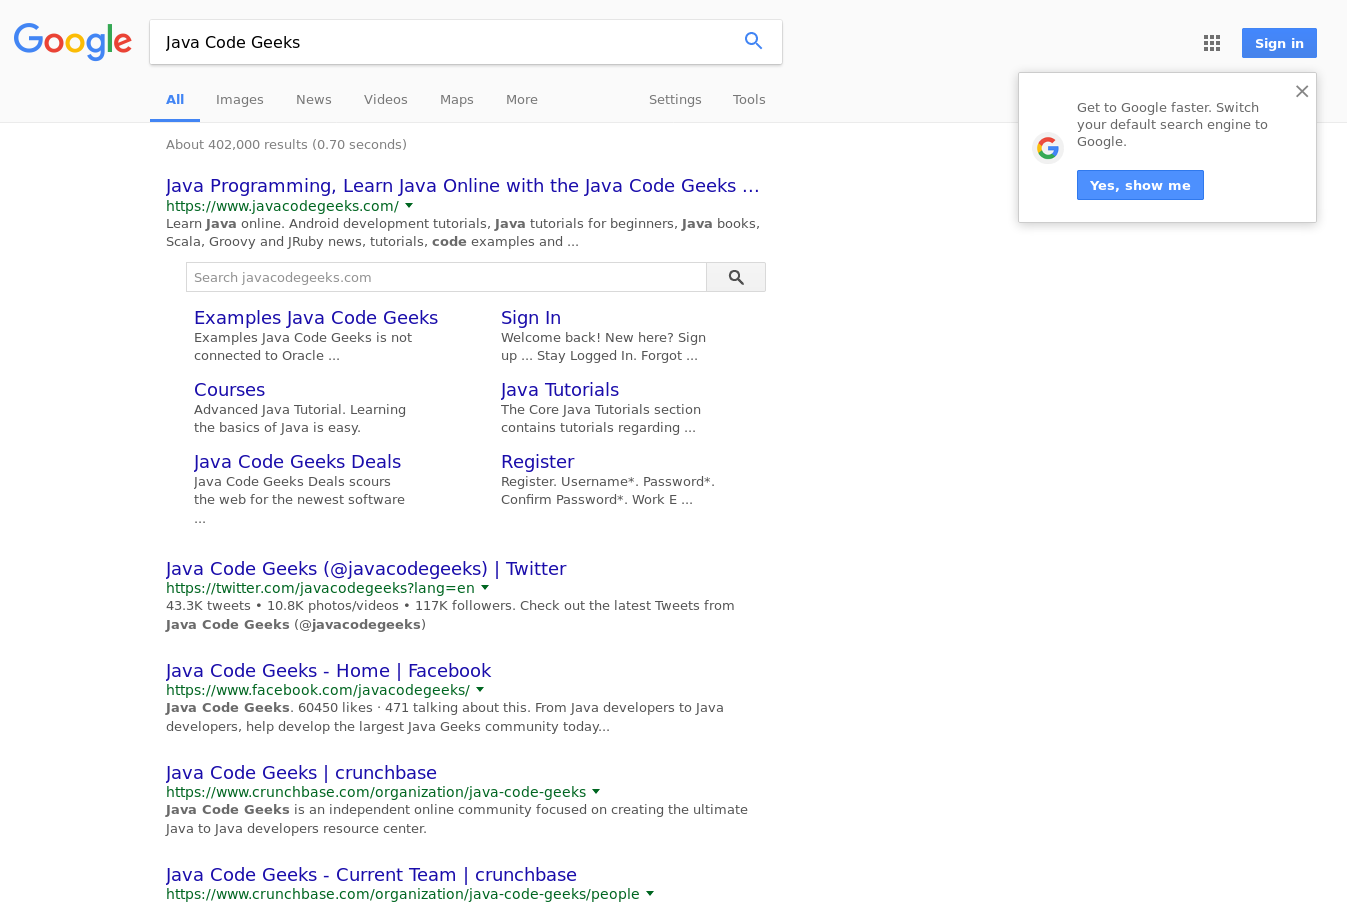 Google
Java Code Geeks
Sign in
All Images News Videos Maps More Settings Tools
Get to Google faster. Switch
your default search engine to
Google.
Yes, show me
About 402,000 results (0.70 seconds)
Java Programming, Learn Java Online with the Java Code Geeks ...
https://www.javacodegeeks.com/
Learn Java online. Android development tutorials, Java tutorials for beginners, Java books,
Scala, Groovy and JRuby news, tutorials, code examples and ...
Search javacodegeeks.com
Examples Java Code Geeks
Examples Java Code Geeks is not
connected to Oracle ...
Sign In
Welcome back! New here? Sign
up ... Stay Logged In. Forgot ...
Courses
Advanced Java Tutorial. Learning
the basics of Java is easy.
Java Tutorials
The Core Java Tutorials section
contains tutorials regarding ...
Java Code Geeks Deals
Java Code Geeks Deals scours
the web for the newest software
...
Register
Register. Username*. Password*.
Confirm Password*. Work E ...
Java Code Geeks (@javacodegeeks) | Twitter
https://twitter.com/javacodegeeks?lang=en
43.3K tweets • 10.8K photos/videos • 117K followers. Check out the latest Tweets from
Java Code Geeks (@javacodegeeks)
Java Code Geeks - Home | Facebook
https://www.facebook.com/javacodegeeks/
Java Code Geeks. 60450 likes · 471 talking about this. From Java developers to Java
developers, help develop the largest Java Geeks community today...
Java Code Geeks | crunchbase
https://www.crunchbase.com/organization/java-code-geeks
Java Code Geeks is an independent online community focused on creating the ultimate
Java to Java developers resource center.
Java Code Geeks - Current Team | crunchbase
https://www.crunchbase.com/organization/java-code-geeks/people